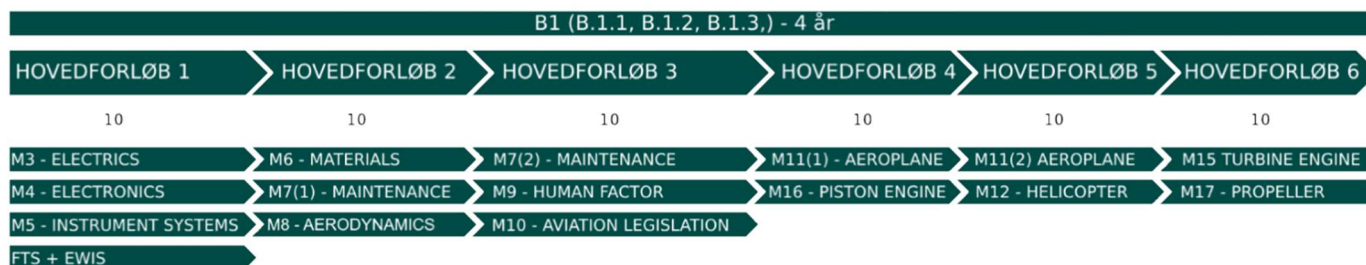 B1 (B.1.1, B.1.2, B.1.3,) - 4 år
HOVEDFORLØB 1 HOVEDFORLØB 2 HOVEDFORLØB 3 HOVEDFORLØB 4 HOVEDFORLØB 5 HOVEDFORLØB 6
10 10 10 10 10 10
M3 - ELECTRICS M6 - MATERIALS M7(2) - MAINTENANCE M11(1) - AEROPLANE M11(2) AEROPLANE M15 TURBINE ENGINE
M4 - ELECTRONICS M7(1) - MAINTENANCE M9 - HUMAN FACTOR M16 - PISTON ENGINE M12 - HELICOPTER M17 - PROPELLER
M5 - INSTRUMENT SYSTEMS M8 - AERODYNAMICS M10 - AVIATION LEGISLATION
FTS + EWIS